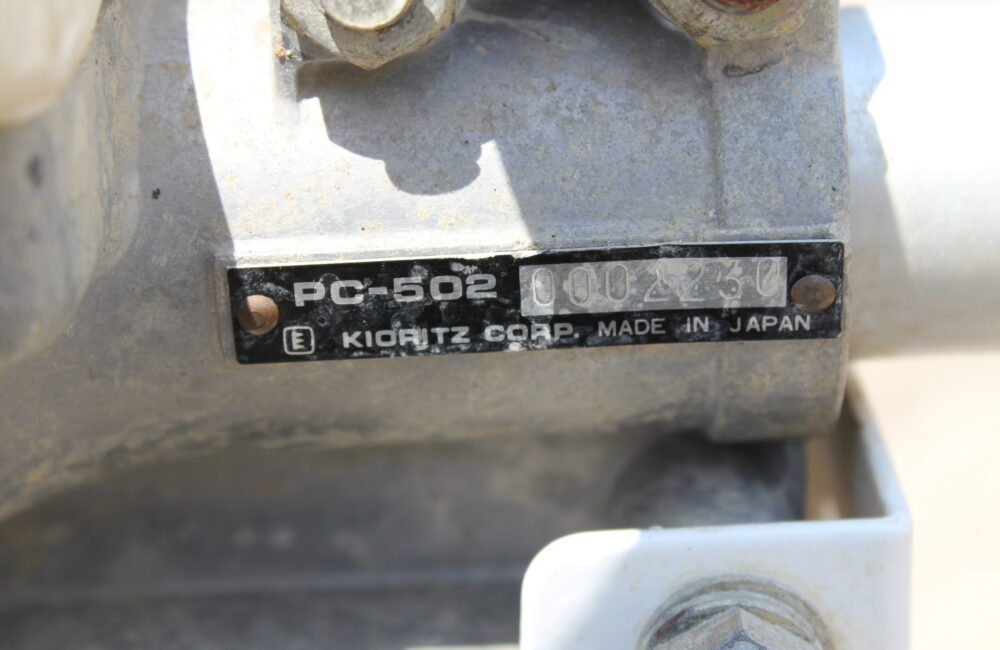 PC-502 0002230
E KIORITZ CORP. MADE IN JAPAN